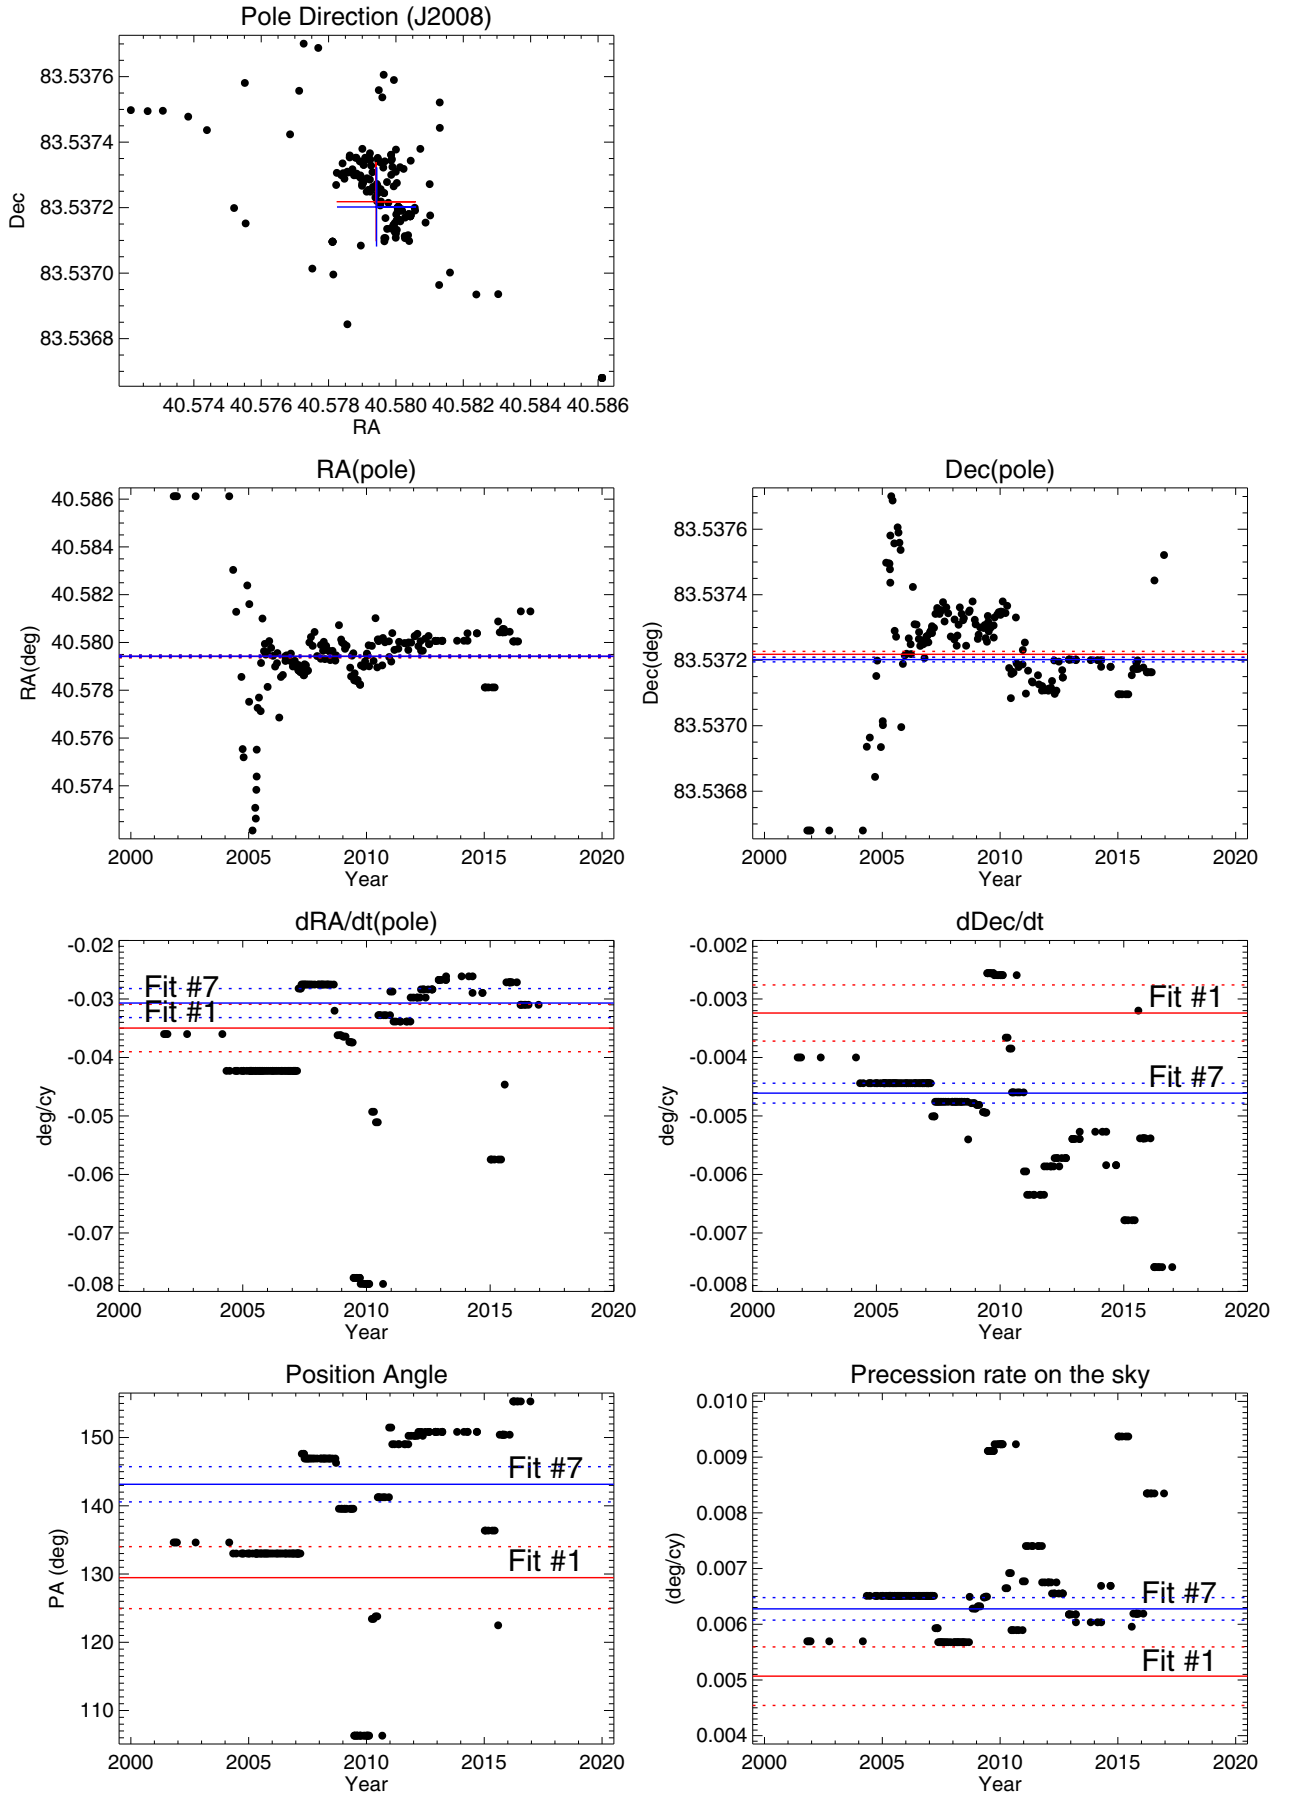 Pole Direction (J2008)
83.5376
83.5374
83.5372
83.5370
83.5368
Dec
40.574 40.576 40.578 40.580 40.582 40.584 40.586
RA
RA(pole)
40.586
40.584
40.582
40.580
40.578
40.576
40.574
RA(deg)
2000 2005 2010 2015 2020
Year
Dec(pole)
83.5376
83.5374
83.5372
83.5370
83.5368
Dec(deg)
2000 2005 2010 2015 2020
Year
dRA/dt(pole)
-0.02
-0.03
-0.04
-0.05
-0.06
-0.07
-0.08
deg/cy
Fit #7
Fit #1
2000 2005 2010 2015 2020
Year
dDec/dt
-0.002
-0.003
-0.004
-0.005
-0.006
-0.007
-0.008
deg/cy
Fit #1
Fit #7
2000 2005 2010 2015 2020
Year
Position Angle
150
140
130
120
110
PA (deg)
Fit #7
Fit #1
2000 2005 2010 2015 2020
Year
Precession rate on the sky
0.010
0.009
0.008
0.007
0.006
0.005
0.004
(deg/cy)
Fit #7
Fit #1
2000 2005 2010 2015 2020
Year